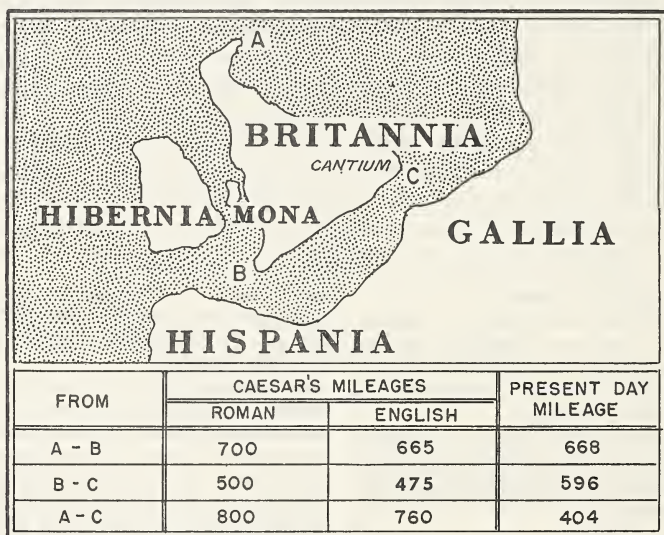 A
BRITANNIA
CANTIUM
C
HIBERNIA MONA
GALLIA
B
HISPANIA
FROM
CAESAR'S MILEAGES
PRESENT DAY
MILEAGE
ROMAN
ENGLISH
A - B 700 665 668
B - C 500 475 596
A - C 800 760 404